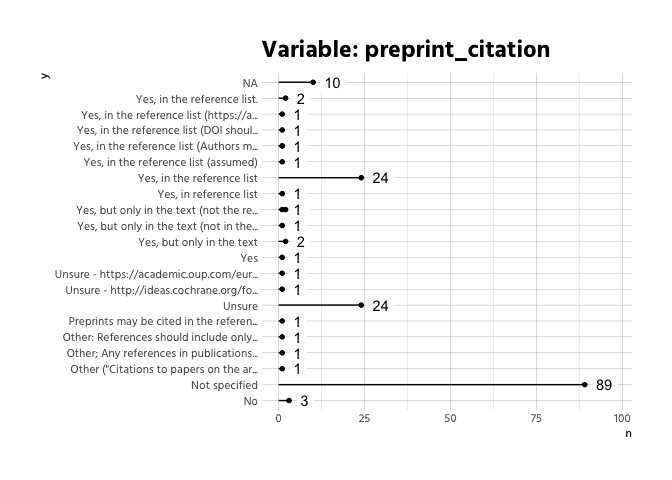 Variable: preprint_citation
y
NA 10
Yes, in the reference list. 2
Yes, in the reference list (https://a... 1
Yes, in the reference list (DOI shoul... 1
Yes, in the reference list (Authors m... 1
Yes, in the reference list (assumed) 1
Yes, in the reference list 24
Yes, in reference list 1
Yes, but only in the text (not the re... 1
Yes, but only in the text (not in the... 1
Yes, but only in the text 2
Yes 1
Unsure - https://academic.oup.com/eur... 1
Unsure - http://ideas.cochrane.org/fo... 1
Unsure 24
Preprints may be cited in the referen... 1
Other: References should include only... 1
Other; Any references in publications... 1
Other ("Citations to papers on the ar... 1
Not specified 89
No 3
0 25 50 75 100
n